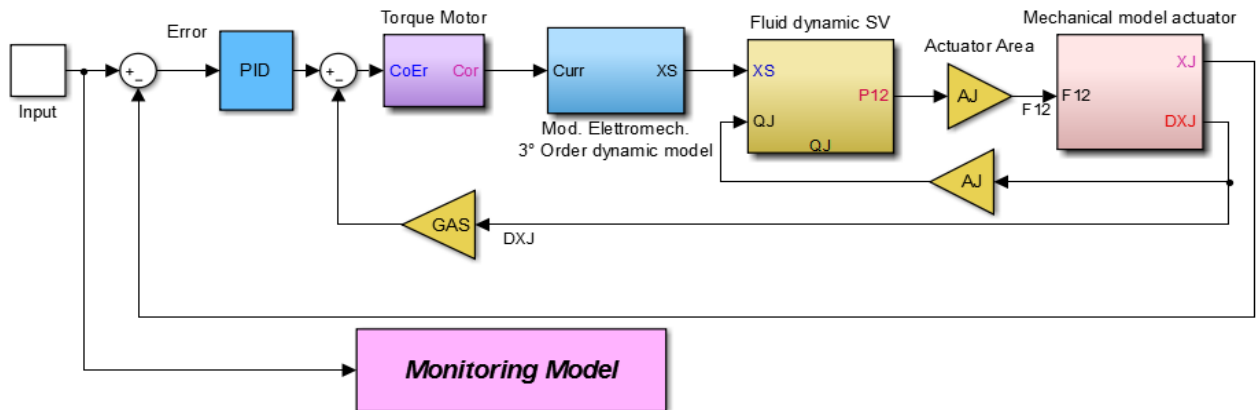 Torque Motor
Fluid dynamic SV
Mechanical model actuator
Error
Actuator Area
+
−
PID
+
−
CoEr
Cor
Curr
XS
XS
P12
QJ
QJ
AJ
F12
F12
XJ
DXJ
Input
Mod. Elettromech.
3° Order dynamic model
AJ
GAS
DXJ
Monitoring Model